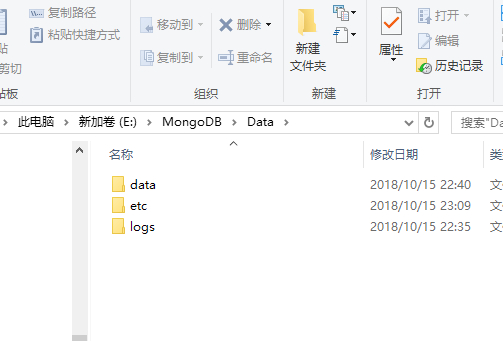 复制路径
粘贴快捷方式
剪切
移动到
复制到
删除
重命名
组织
新建
文件夹
新建
属性
打开
编辑
历史记录
打开
此电脑 > 新加卷 (E:) > MongoDB > Data >
搜索"Da
名称 修改日期 类
data 2018/10/15 22:40 文
etc 2018/10/15 23:09 文
logs 2018/10/15 22:35 文